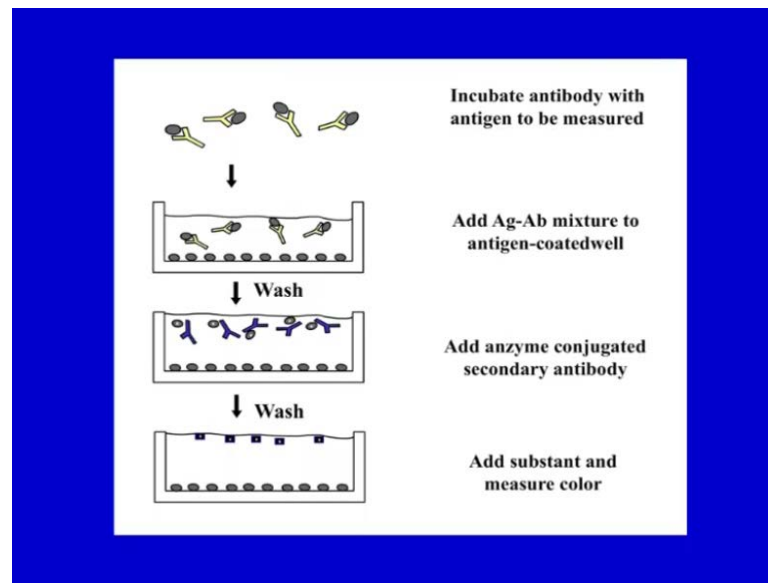 Incubate antibody with
antigen to be measured
Add Ag-Ab mixture to
antigen-coatedwell
Wash
Add anzyme conjugated
secondary antibody
Wash
Add substant and
measure color